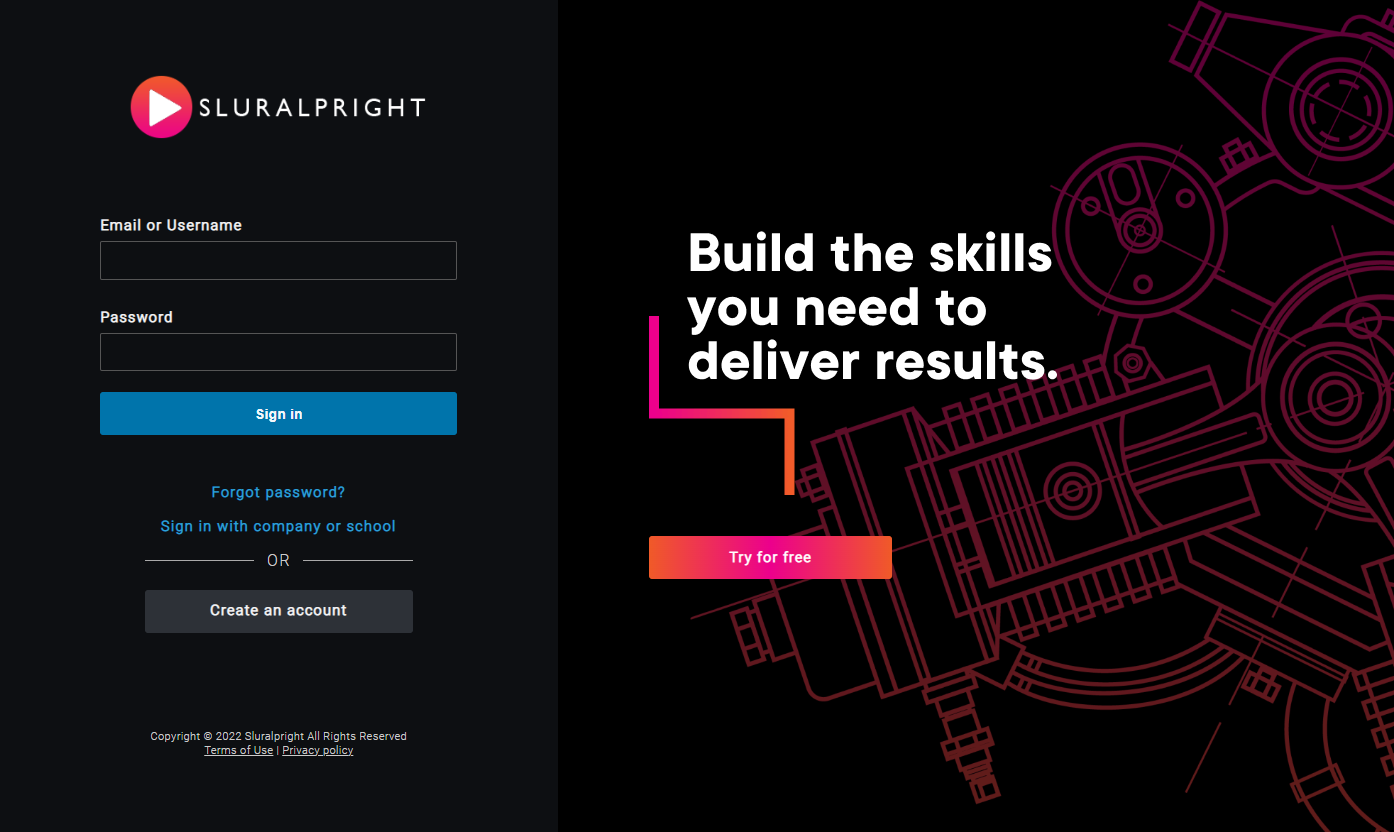 SLURALPRIGHT
Email or Username
Password
Sign in
Forgot password?
Sign in with company or school
OR
Create an account
Copyright © 2022 Sluralpright All Rights Reserved
Terms of Use | Privacy policy
Build the skills
you need to
deliver results.
Try for free